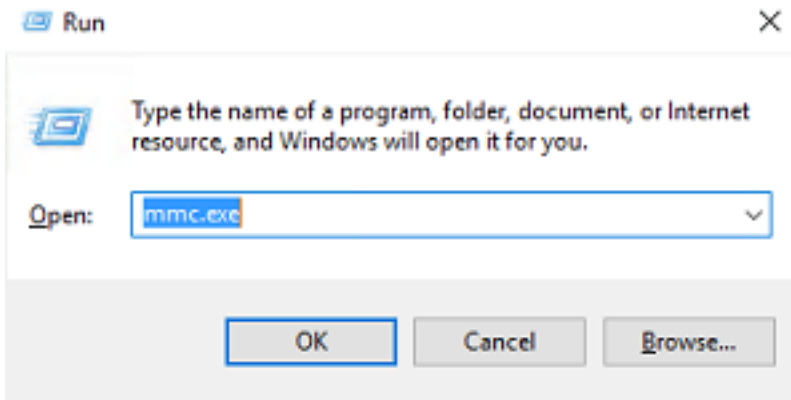 Run
Type the name of a program, folder, document, or Internet
resource, and Windows will open it for you.
Open: mmc.exe
OK Cancel Browse...